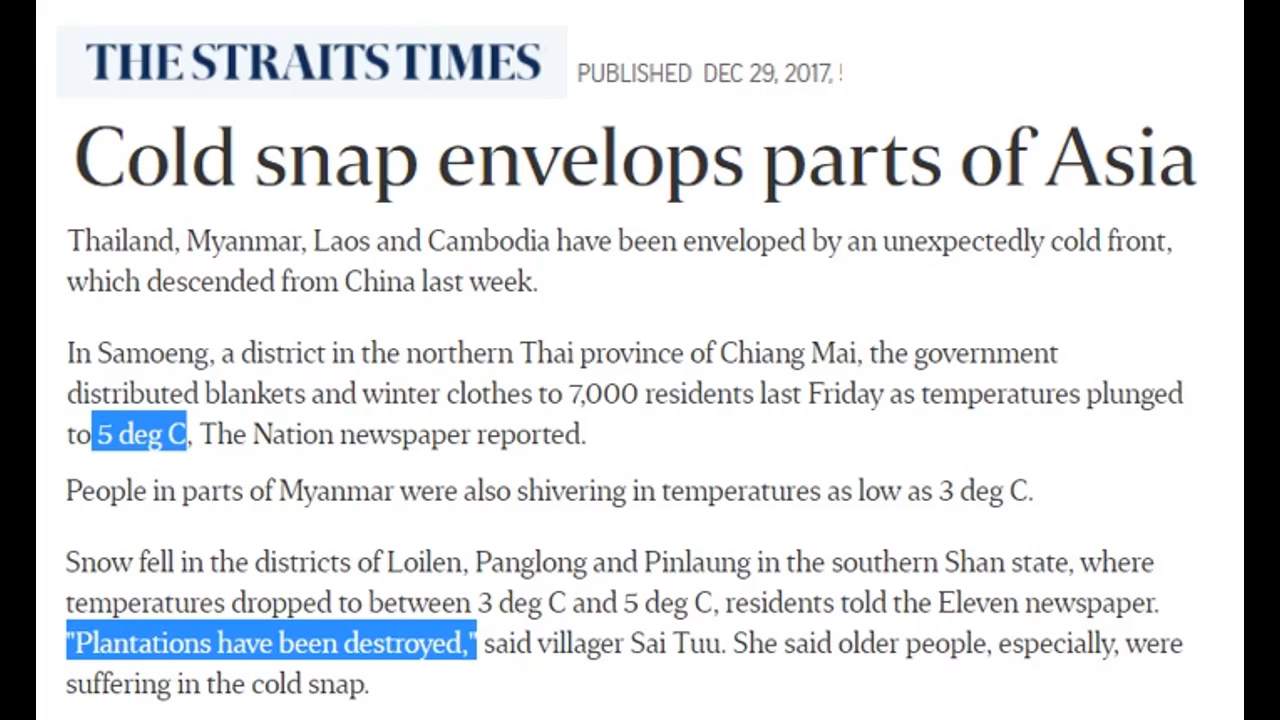 THE STRAITS TIMES PUBLISHED DEC 29, 2017,
Cold snap envelops parts of Asia
Thailand, Myanmar, Laos and Cambodia have been enveloped by an unexpectedly cold front,
which descended from China last week.
In Samoeng, a district in the northern Thai province of Chiang Mai, the government
distributed blankets and winter clothes to 7,000 residents last Friday as temperatures plunged
to 5 deg C, The Nation newspaper reported.
People in parts of Myanmar were also shivering in temperatures as low as 3 deg C.
Snow fell in the districts of Loilen, Panglong and Pinlaung in the southern Shan state, where
temperatures dropped to between 3 deg C and 5 deg C, residents told the Eleven newspaper.
"Plantations have been destroyed," said villager Sai Tuu. She said older people, especially, were
suffering in the cold snap.